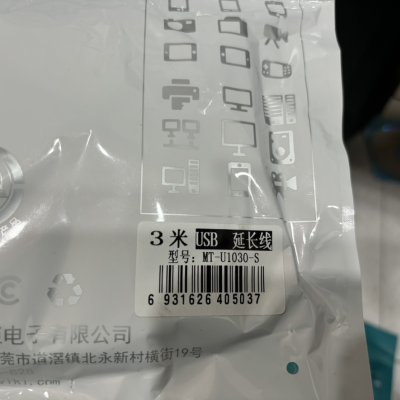 3米 USB 延长线
型号: MT-U1030-S
6 931626 405037
电子有限公司
莞市道滘镇北永新村横街19号